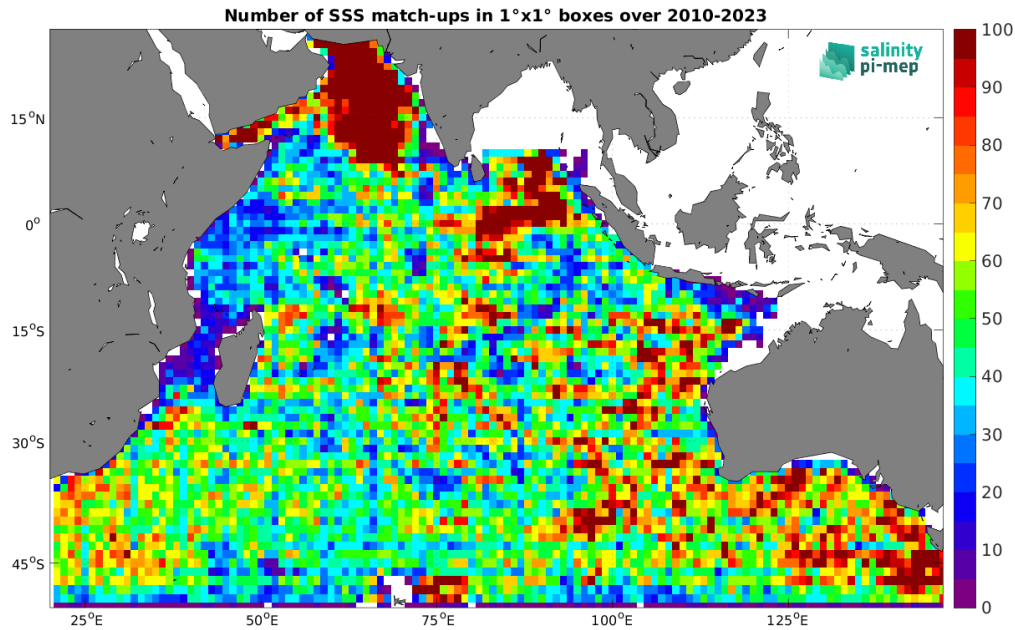 Number of SSS match-ups in 1°x1° boxes over 2010-2023
salinity
pi-mep
15°N
0°
15°S
30°S
45°S
25°E
50°E
75°E
100°E
125°E
100
90
80
70
60
50
40
30
20
10
0